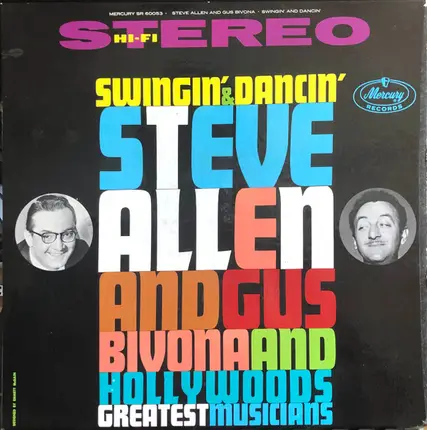 MERCURY SR 60053 - STEVE ALLEN AND GUS BIVONA - SWINGIN' AND DANCIN'
STEREO
HI-FI
SWINGIN' & DANCIN'
STEVE
ALLEN
AND GUS
BIVONA AND
HOLLYWOODS
GREATEST MUSICIANS
Mercury
RECORDS